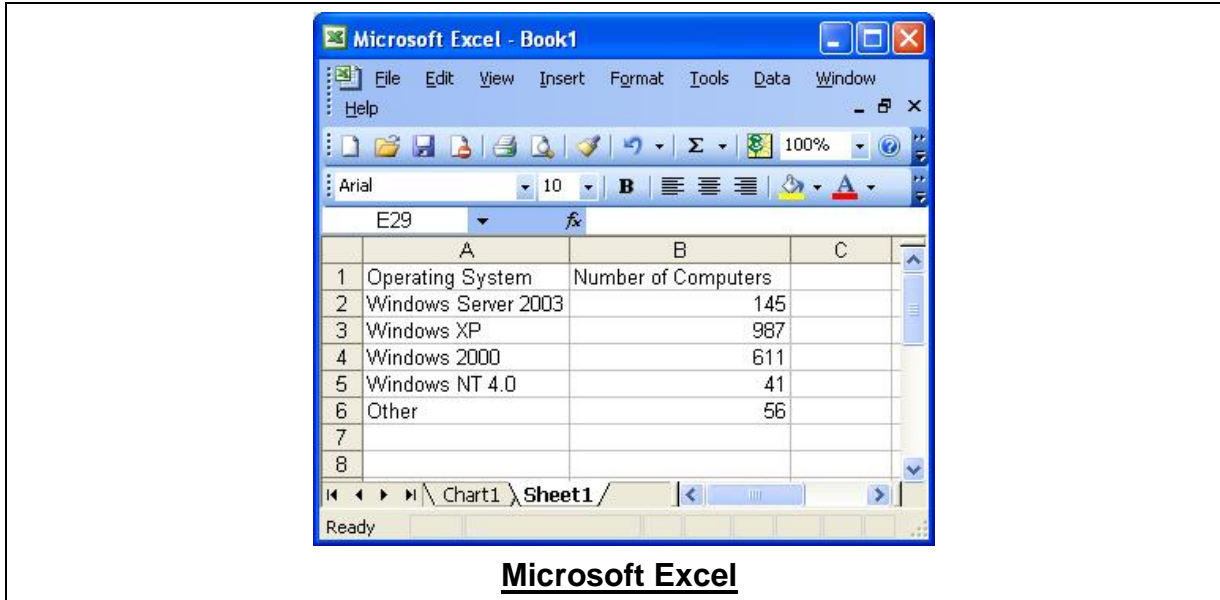 Microsoft Excel - Book1
File Edit View Insert Format Tools Data Window
Help
100%
Arial 10 B A
E29 fx
A B C
1 Operating System Number of Computers
2 Windows Server 2003 145
3 Windows XP 987
4 Windows 2000 611
5 Windows NT 4.0 41
6 Other 56
7
8
Chart1 Sheet1
Ready
Microsoft Excel